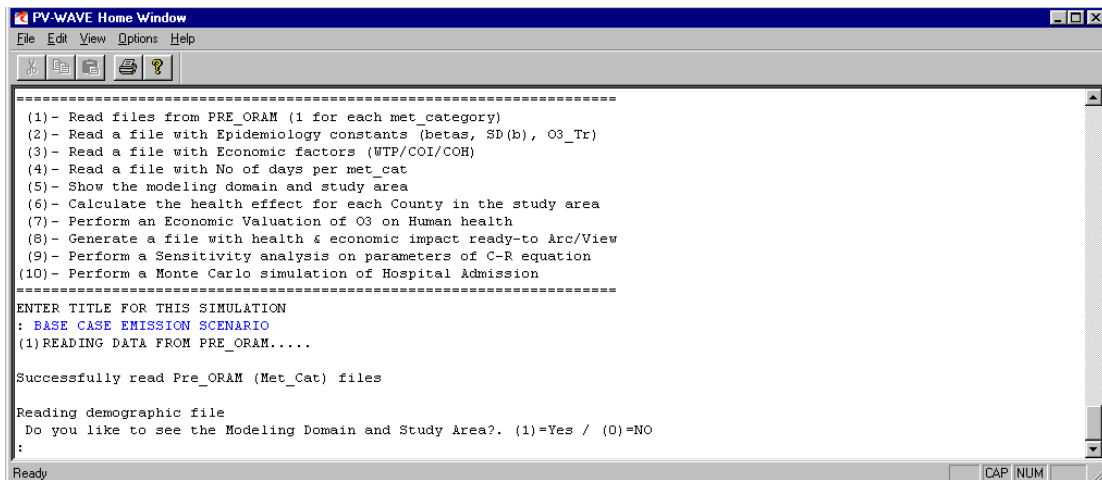 PV-WAVE Home Window
File Edit View Options Help
=====================================================================
(1)- Read files from PRE_ORAM (1 for each met_category)
(2)- Read a file with Epidemiology constants (betas, SD(b), O3_Tr)
(3)- Read a file with Economic factors (WTP/COI/COH)
(4)- Read a file with No of days per met_cat
(5)- Show the modeling domain and study area
(6)- Calculate the health effect for each County in the study area
(7)- Perform an Economic Valuation of O3 on Human health
(8)- Generate a file with health & economic impact ready-to Arc/View
(9)- Perform a Sensitivity analysis on parameters of C-R equation
(10)- Perform a Monte Carlo simulation of Hospital Admission
=====================================================================
ENTER TITLE FOR THIS SIMULATION
: BASE CASE EMISSION SCENARIO
(1)READING DATA FROM PRE_ORAM.....
Successfully read Pre_ORAM (Met_Cat) files
Reading demographic file
Do you like to see the Modeling Domain and Study Area?. (1)=Yes / (0)=NO
:
Ready CAP NUM